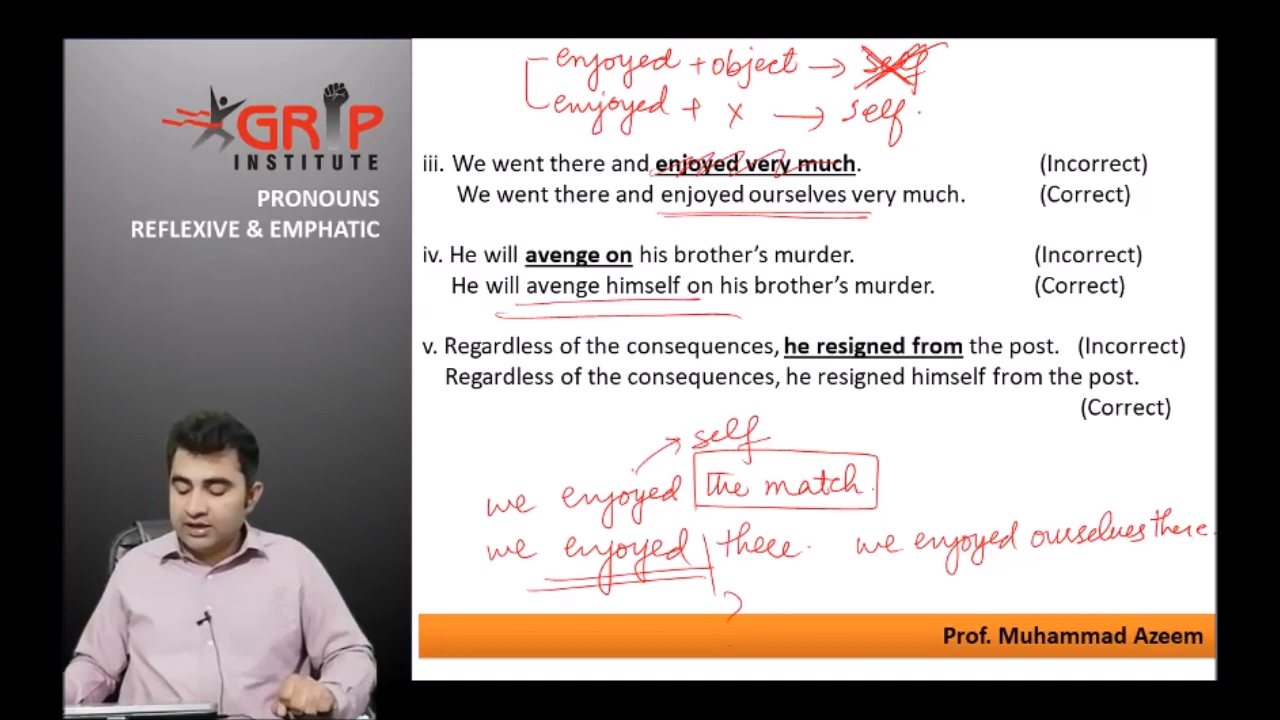 enjoyed + object → self
enjoyed + x → self.
GRIP
INSTITUTE
PRONOUNS
REFLEXIVE & EMPHATIC
iii. We went there and enjoyed very much. (Incorrect)
We went there and enjoyed ourselves very much. (Correct)
iv. He will avenge on his brother's murder. (Incorrect)
He will avenge himself on his brother's murder. (Correct)
v. Regardless of the consequences, he resigned from the post. (Incorrect)
Regardless of the consequences, he resigned himself from the post.
(Correct)
self
we enjoyed the match.
we enjoyed there. we enjoyed ourselves there.
Prof. Muhammad Azeem